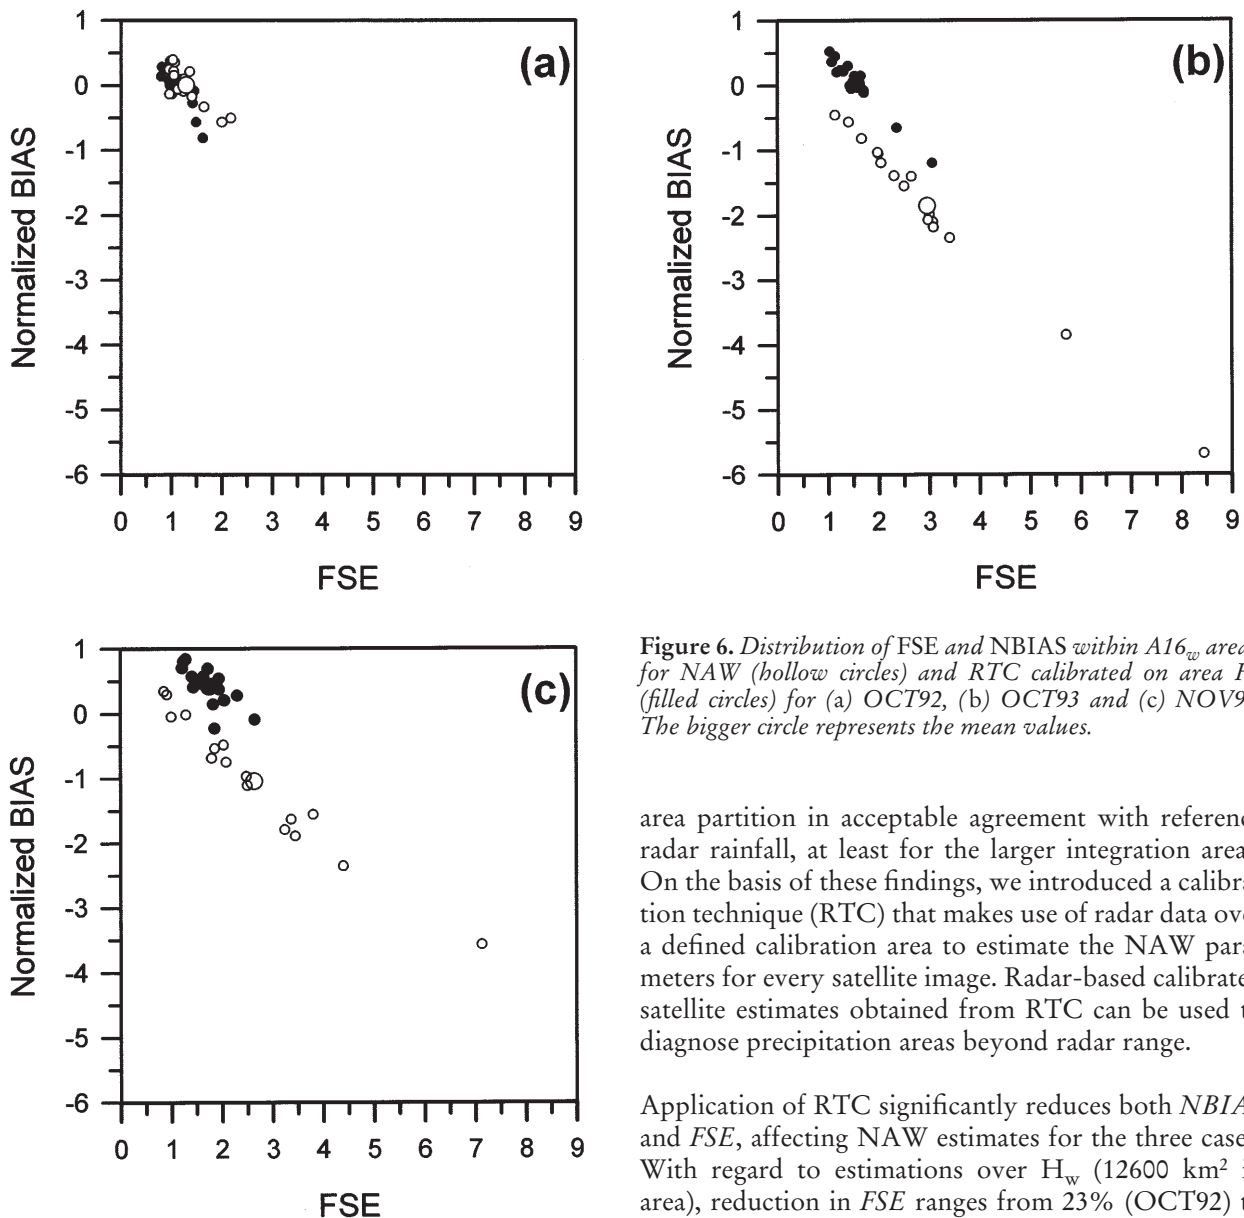 1
0
-1
-2
-3
-4
-5
-6
Normalized BIAS
(a)
0 1 2 3 4 5 6 7 8 9
FSE
1
0
-1
-2
-3
-4
-5
-6
Normalized BIAS
(b)
0 1 2 3 4 5 6 7 8 9
FSE
1
0
-1
-2
-3
-4
-5
-6
Normalized BIAS
(c)
0 1 2 3 4 5 6 7 8 9
FSE
Figure 6. Distribution of FSE and NBIAS within A16w area
for NAW (hollow circles) and RTC calibrated on area
(filled circles) for (a) OCT92, (b) OCT93 and (c) NOV9
The bigger circle represents the mean values.
area partition in acceptable agreement with referenc
radar rainfall, at least for the larger integration area
On the basis of these findings, we introduced a calibra
tion technique (RTC) that makes use of radar data ove
a defined calibration area to estimate the NAW para
meters for every satellite image. Radar-based calibrate
satellite estimates obtained from RTC can be used t
diagnose precipitation areas beyond radar range.
Application of RTC significantly reduces both NBIA
and FSE, affecting NAW estimates for the three case
With regard to estimations over Hw (12600 km² i
area), reduction in FSE ranges from 23% (OCT92) t